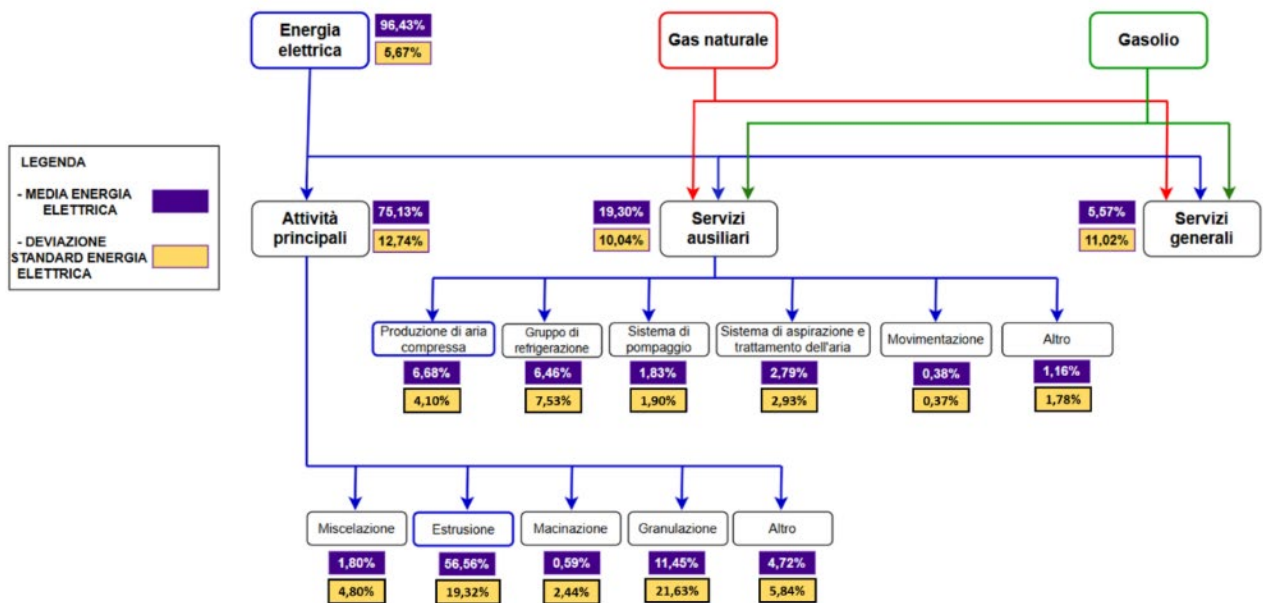 Energia
elettrica
96,43%
5,67%
Gas naturale
Gasolio
LEGENDA
- MEDIA ENERGIA
ELETTRICA
- DEVIAZIONE
STANDARD ENERGIA
ELETTRICA
Attività
principali
75,13%
12,74%
19,30%
10,04%
Servizi
ausiliari
5,57%
11,02%
Servizi
generali
Produzione di aria
compressa
6,68%
4,10%
Gruppo di
refrigerazione
6,46%
7,53%
Sistema di
pompaggio
1,83%
1,90%
Sistema di aspirazione e
trattamento dell'aria
2,79%
2,93%
Movimentazione
0,38%
0,37%
Altro
1,16%
1,78%
Miscelazione
1,80%
4,80%
Estrusione
56,56%
19,32%
Macinazione
0,59%
2,44%
Granulazione
11,45%
21,63%
Altro
4,72%
5,84%